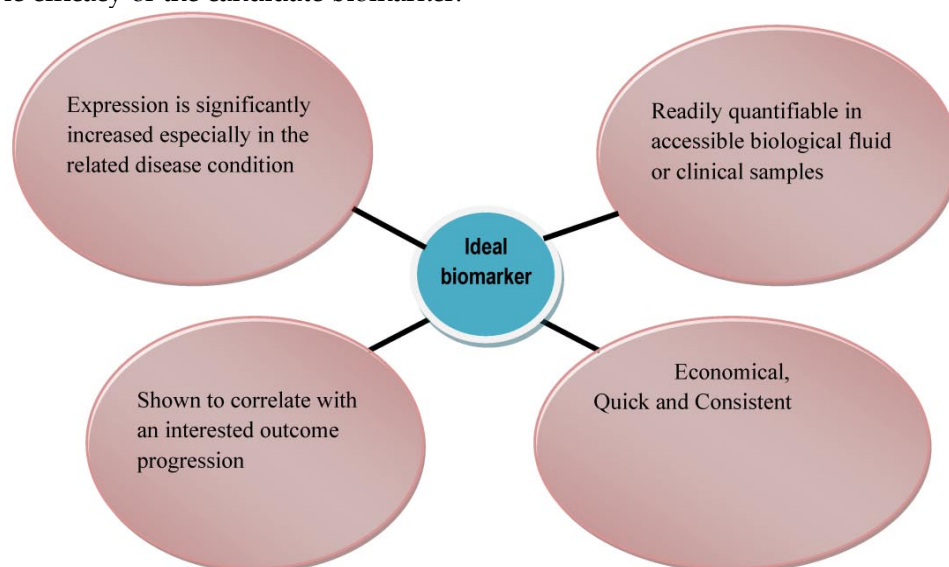 efficacy of the candidate biomarker.
Expression is significantly
increased especially in the
related disease condition
Readily quantifiable in
accessible biological fluid
or clinical samples
Ideal
biomarker
Shown to correlate with
an interested outcome
progression
Economical,
Quick and Consistent